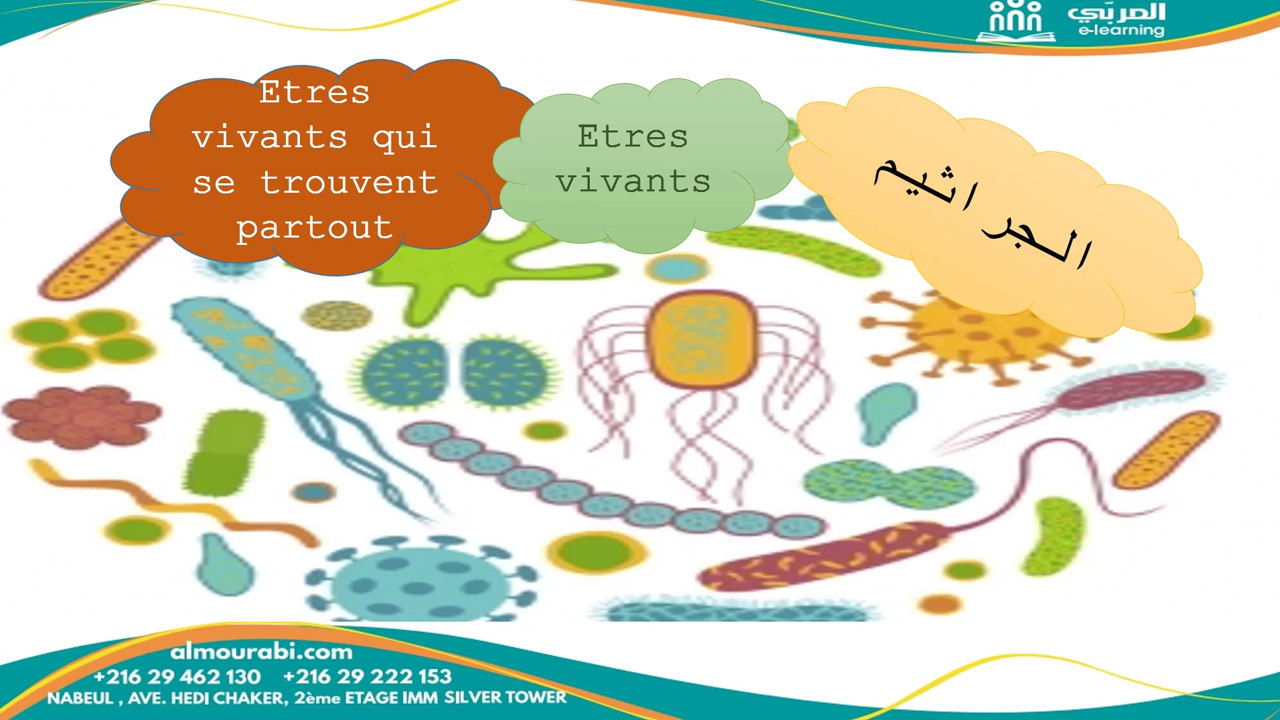 المربّي
e-learning
Etres
vivants qui
se trouvent
partout
Etres
vivants
الجراثيم
almourabi.com
+216 29 462 130 +216 29 222 153
NABEUL , AVE. HEDI CHAKER, 2ème ETAGE IMM SILVER TOWER